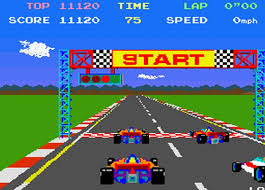 TOP 11120 TIME LAP 0"00
SCORE 11120 75 SPEED 0mph
START